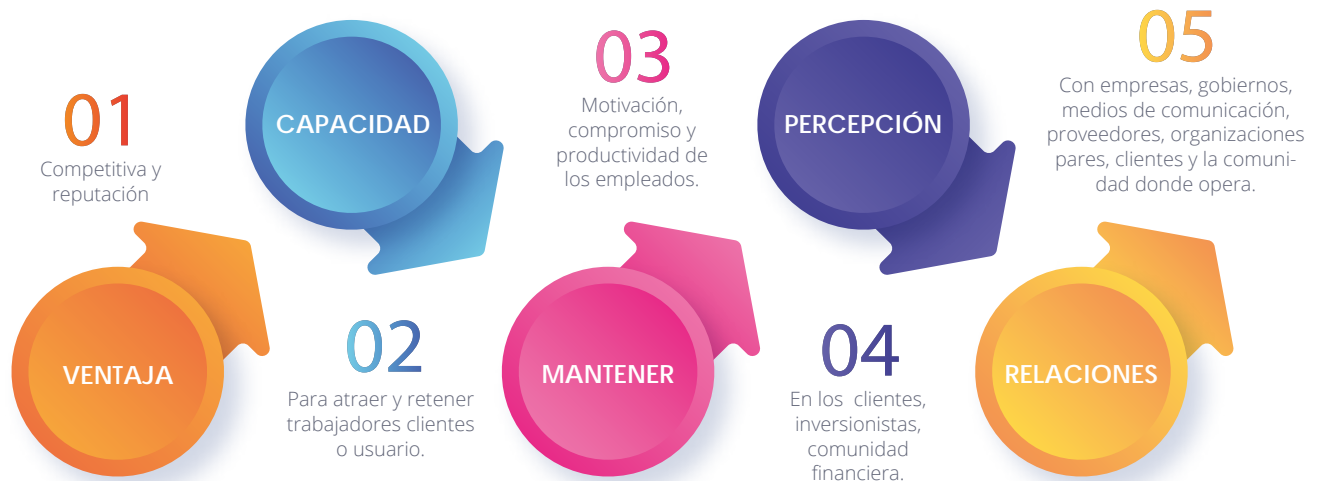 01
Competitiva y
reputación
VENTAJA
CAPACIDAD
02
Para atraer y retener
trabajadores clientes
o usuario.
03
Motivación,
compromiso y
productividad de
los empleados.
MANTENER
PERCEPCIÓN
04
En los clientes,
inversionistas,
comunidad
financiera.
05
Con empresas, gobiernos,
medios de comunicación,
proveedores, organizaciones
pares, clientes y la comuni-
dad donde opera.
RELACIONES